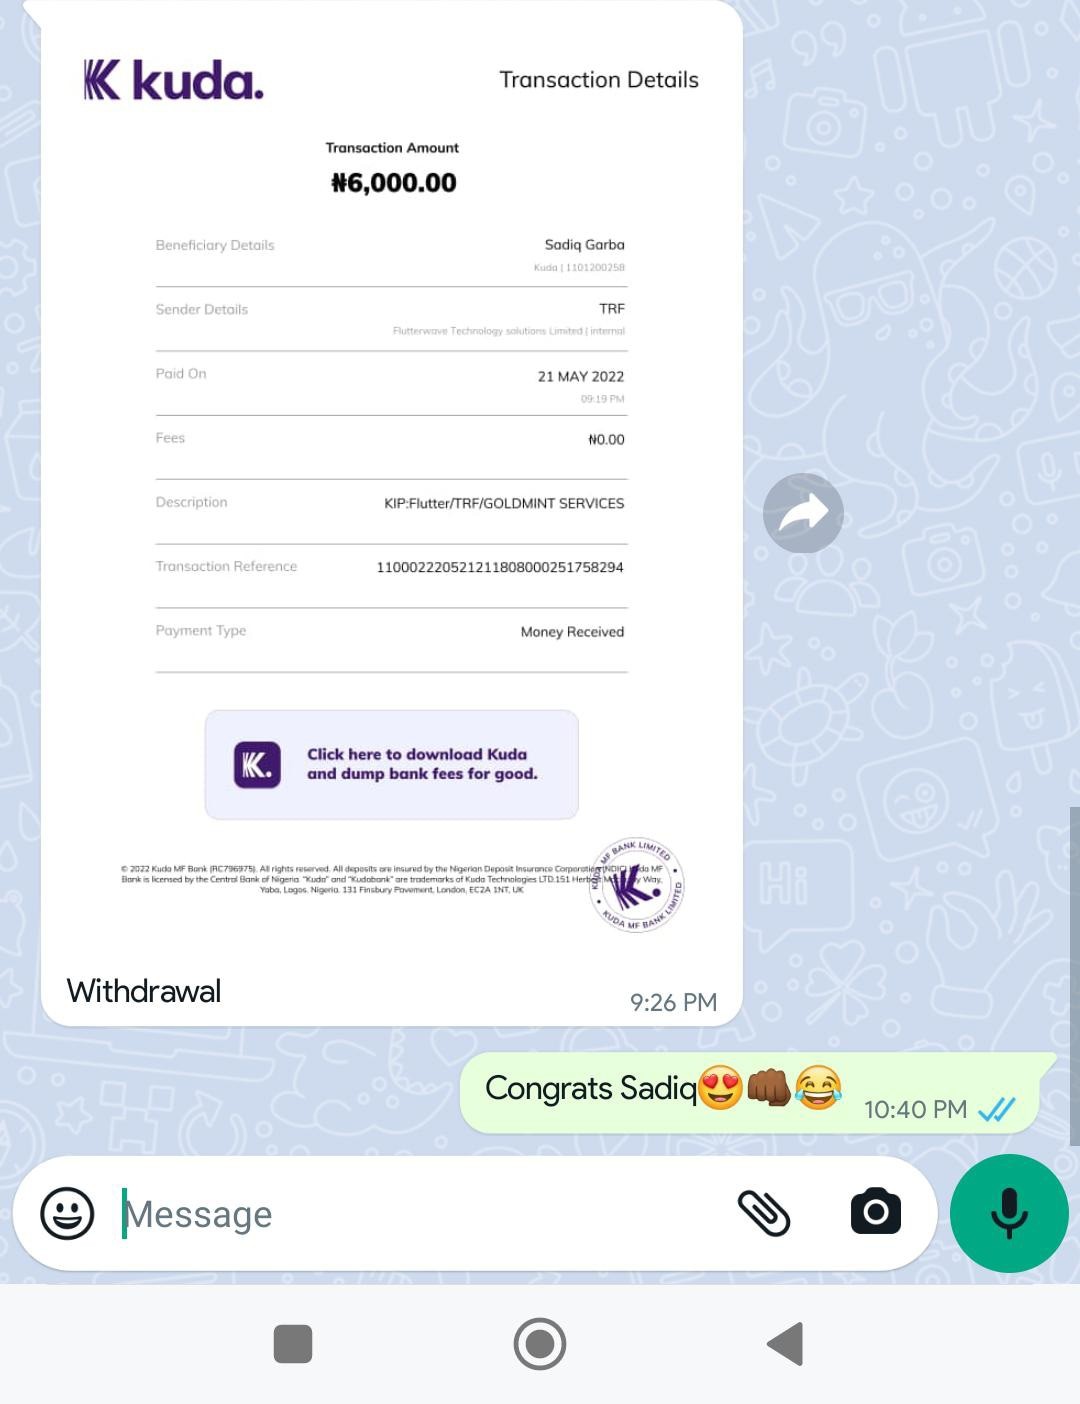 kuda.
Transaction Details
Transaction Amount
₦6,000.00
Beneficiary Details
Sadiq Garba
Kuda | 1101200258
Sender Details
TRF
Flutterwave Technology solutions Limited | internal
Paid On
21 MAY 2022
09:19 PM
Fees
₦0.00
Description
KIP:Flutter/TRF/GOLDMINT SERVICES
Transaction Reference
110002220521211808000251758294
Payment Type
Money Received
K.
Click here to download Kuda
and dump bank fees for good.
© 2022 Kuda MF Bank (RC796975). All rights reserved. All deposits are insured by the Nigerian Deposit Insurance Corporation (NDIC) Kuda MF
Bank is licensed by the Central Bank of Nigeria. "Kuda" and "Kudabank" are trademarks of Kuda Technologies LTD.151 Way,
Yaba, Lagos, Nigeria. 131 Finsbury Pavement, London, EC2A 1NT, UK
KUDA MF BANK LIMITED
KUDA MF BANK LIMITED
Withdrawal
9:26 PM
Congrats Sadiq😍👊🏾😂
10:40 PM
Message